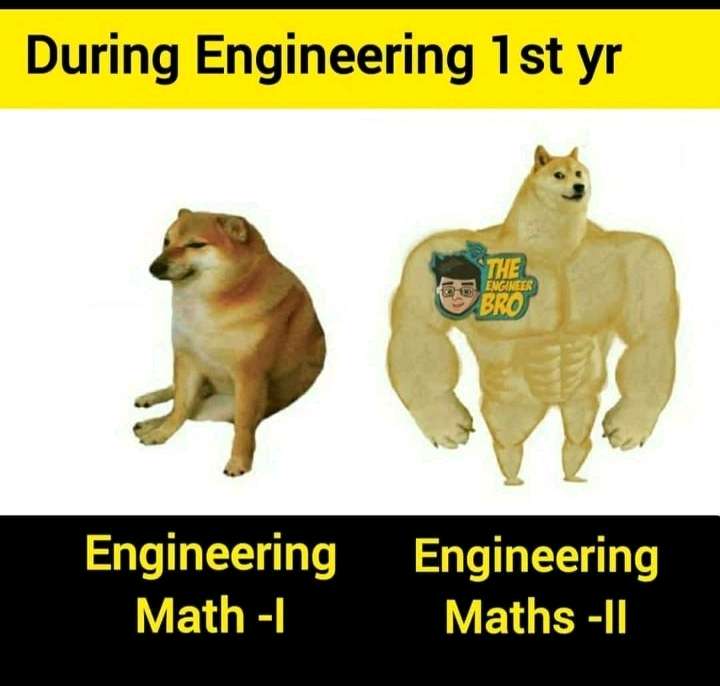 During Engineering 1st yr
THE
ENGINEER
BRO
Engineering
Math -I
Engineering
Maths -II